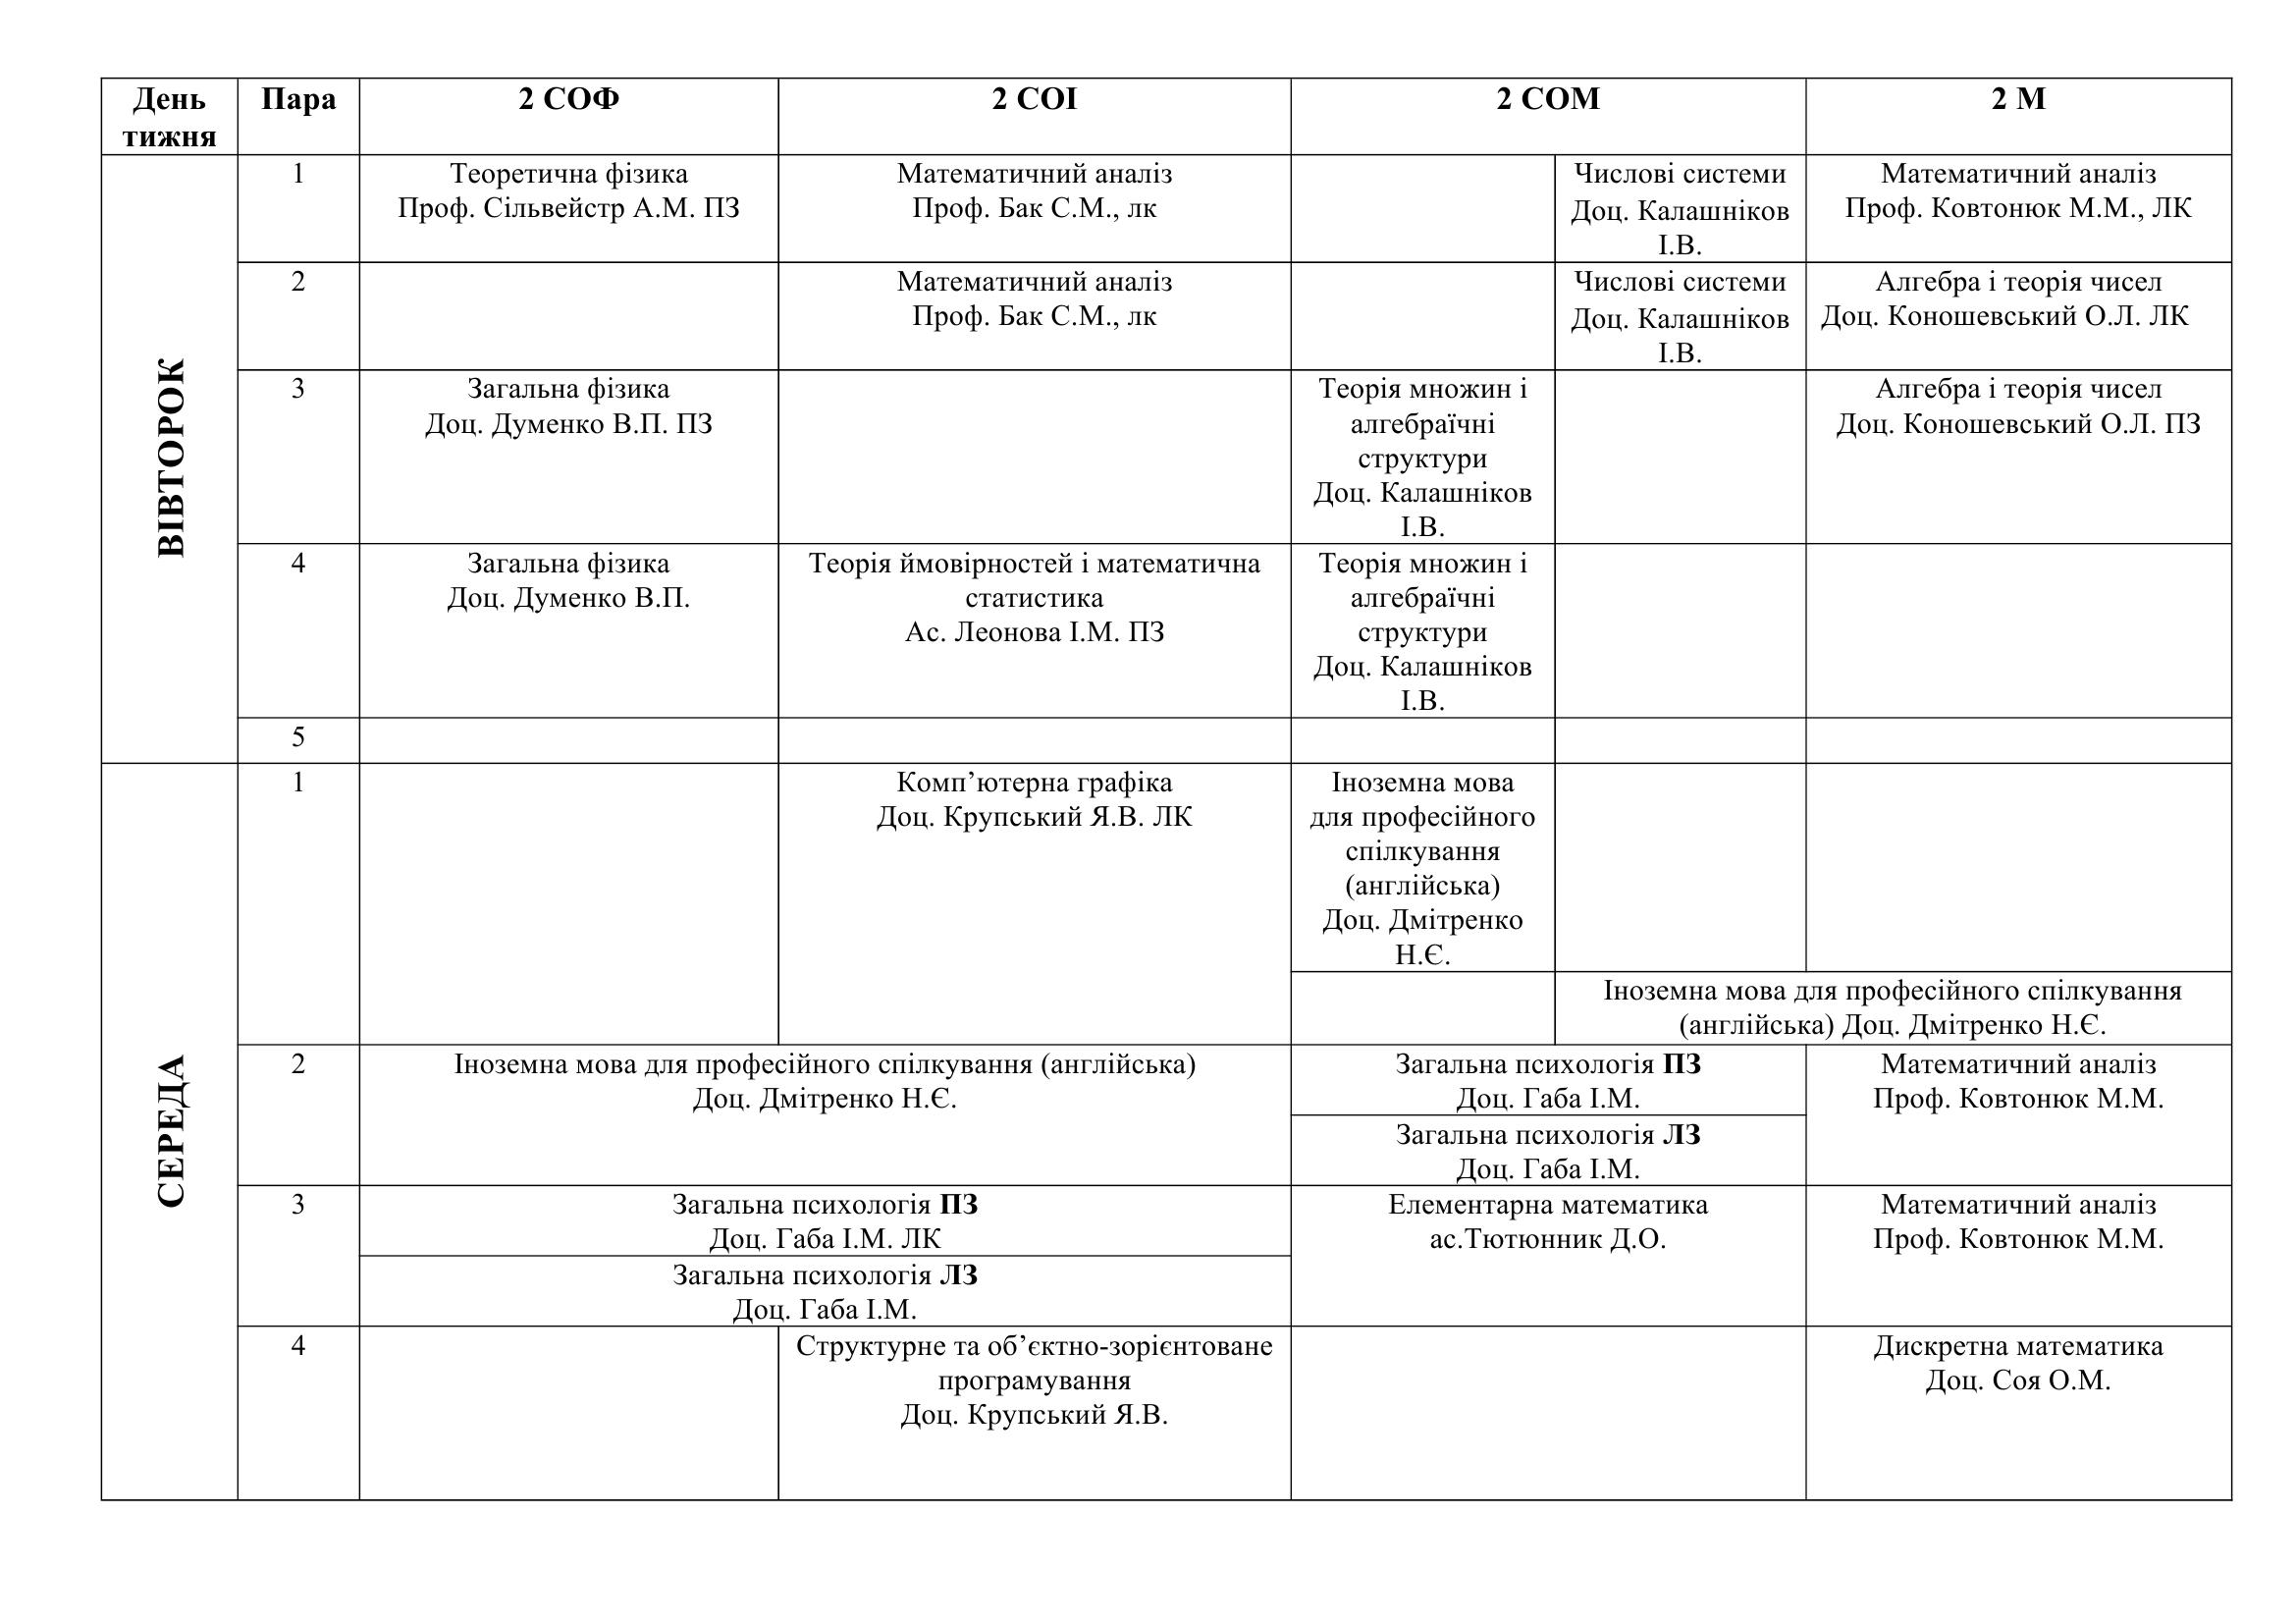 День
тижня
Пара
2 СОФ
2 СОІ
2 СОМ
2 М
ВІВТОРОК
1
Теоретична фізика
Проф. Сільвейстр А.М. ПЗ
Математичний аналіз
Проф. Бак С.М., лк
Числові системи
Доц. Калашніков
І.В.
Математичний аналіз
Проф. Ковтонюк М.М., ЛК
2
Математичний аналіз
Проф. Бак С.М., лк
Числові системи
Доц. Калашніков
І.В.
Алгебра і теорія чисел
Доц. Коношевський О.Л. ЛК
3
Загальна фізика
Доц. Думенко В.П. ПЗ
Теорія множин і
алгебраїчні
структури
Доц. Калашніков
І.В.
Алгебра і теорія чисел
Доц. Коношевський О.Л. ПЗ
4
Загальна фізика
Доц. Думенко В.П.
Теорія ймовірностей і математична
статистика
Ас. Леонова І.М. ПЗ
Теорія множин і
алгебраїчні
структури
Доц. Калашніков
І.В.
5
СЕРЕДА
1
Комп’ютерна графіка
Доц. Крупський Я.В. ЛК
Іноземна мова
для професійного
спілкування
(англійська)
Доц. Дмітренко
Н.Є.
Іноземна мова для професійного спілкування
(англійська) Доц. Дмітренко Н.Є.
2
Іноземна мова для професійного спілкування (англійська)
Доц. Дмітренко Н.Є.
Загальна психологія ПЗ
Доц. Габа І.М.
Загальна психологія ЛЗ
Доц. Габа І.М.
Математичний аналіз
Проф. Ковтонюк М.М.
3
Загальна психологія ПЗ
Доц. Габа І.М. ЛК
Загальна психологія ЛЗ
Доц. Габа І.М.
Елементарна математика
ас.Тютюнник Д.О.
Математичний аналіз
Проф. Ковтонюк М.М.
4
Структурне та об’єктно-зорієнтоване
програмування
Доц. Крупський Я.В.
Дискретна математика
Доц. Соя О.М.